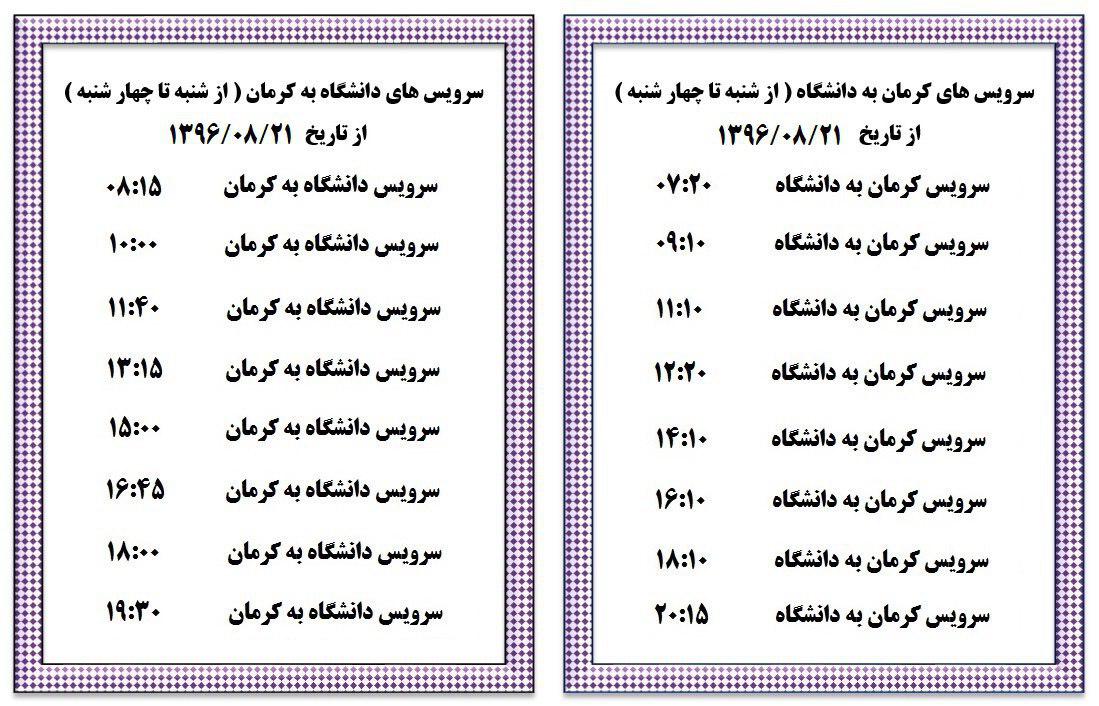 سرویس های کرمان به دانشگاه ( از شنبه تا چهار شنبه )
از تاریخ ۱۳۹۶/۰۸/۲۱
سرویس کرمان به دانشگاه ۰۷:۲۰
سرویس کرمان به دانشگاه ۰۹:۱۰
سرویس کرمان به دانشگاه ۱۱:۱۰
سرویس کرمان به دانشگاه ۱۲:۲۰
سرویس کرمان به دانشگاه ۱۴:۱۰
سرویس کرمان به دانشگاه ۱۶:۱۰
سرویس کرمان به دانشگاه ۱۸:۱۰
سرویس کرمان به دانشگاه ۲۰:۱۵
سرویس های دانشگاه به کرمان ( از شنبه تا چهار شنبه )
از تاریخ ۱۳۹۶/۰۸/۲۱
سرویس دانشگاه به کرمان ۰۸:۱۵
سرویس دانشگاه به کرمان ۱۰:۰۰
سرویس دانشگاه به کرمان ۱۱:۴۰
سرویس دانشگاه به کرمان ۱۳:۱۵
سرویس دانشگاه به کرمان ۱۵:۰۰
سرویس دانشگاه به کرمان ۱۶:۴۵
سرویس دانشگاه به کرمان ۱۸:۰۰
سرویس دانشگاه به کرمان ۱۹:۳۰